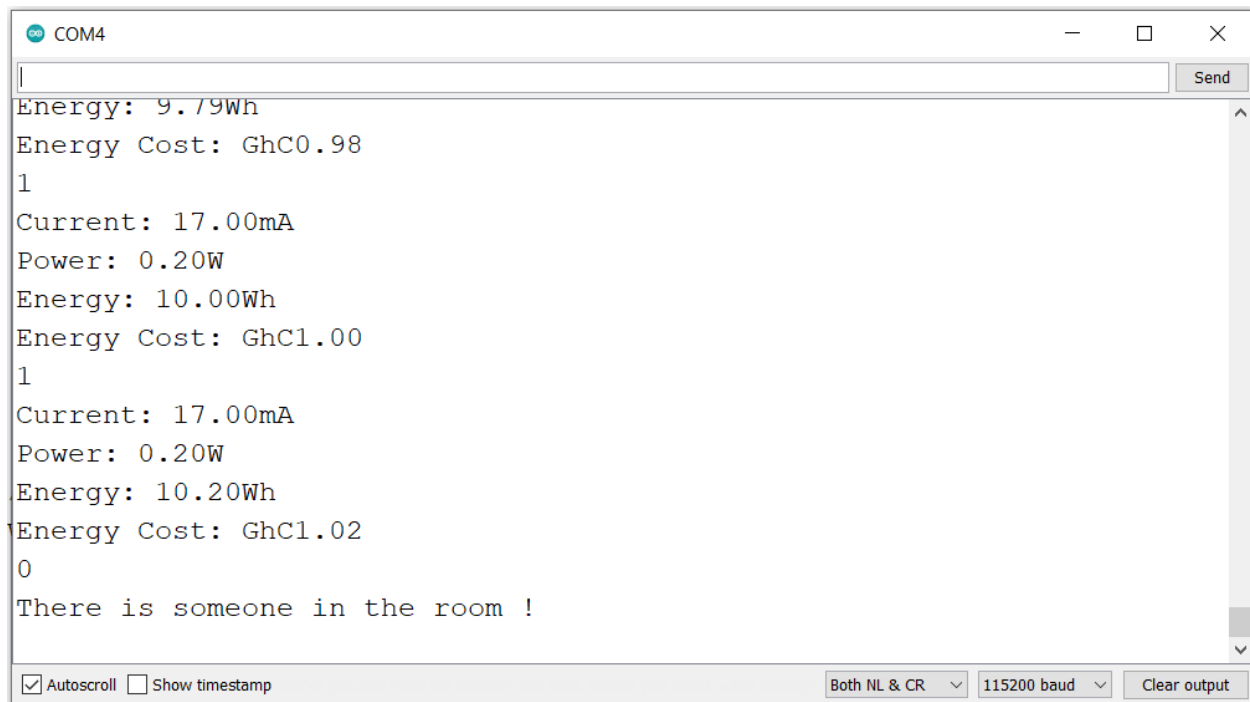 COM4
Send
Energy: 9.79Wh
Energy Cost: GhC0.98
1
Current: 17.00mA
Power: 0.20W
Energy: 10.00Wh
Energy Cost: GhC1.00
1
Current: 17.00mA
Power: 0.20W
Energy: 10.20Wh
Energy Cost: GhC1.02
0
There is someone in the room !
Autoscroll Show timestamp Both NL & CR 115200 baud Clear output